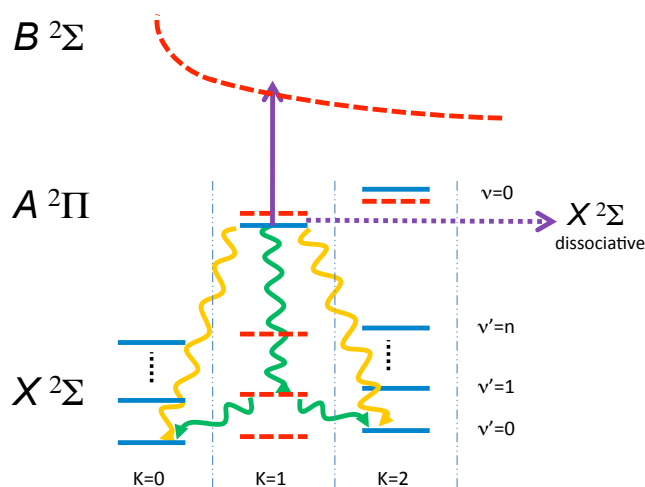 B ²Σ
A ²Π
ν=0
X ²Σ
dissociative
ν'=n
X ²Σ
ν'=1
ν'=0
K=0
K=1
K=2